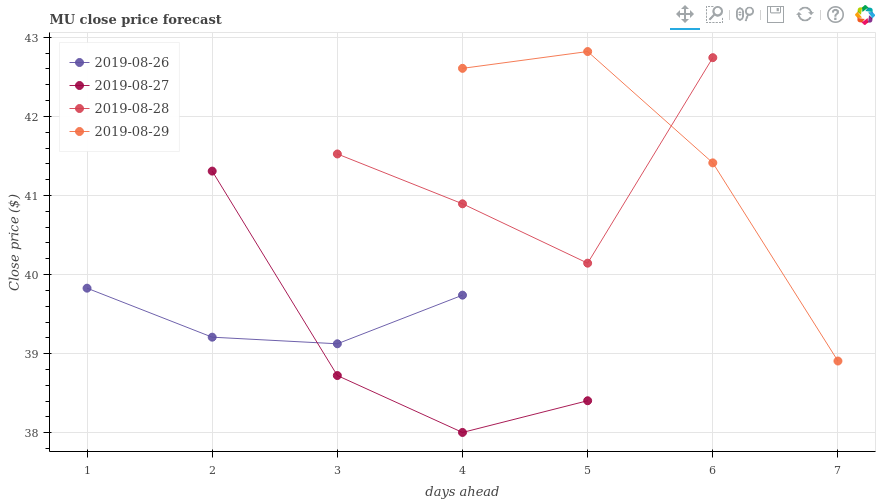 MU close price forecast
43
42
41
40
39
38
Close price ($)
2019-08-26
2019-08-27
2019-08-28
2019-08-29
1 2 3 4 5 6 7
days ahead